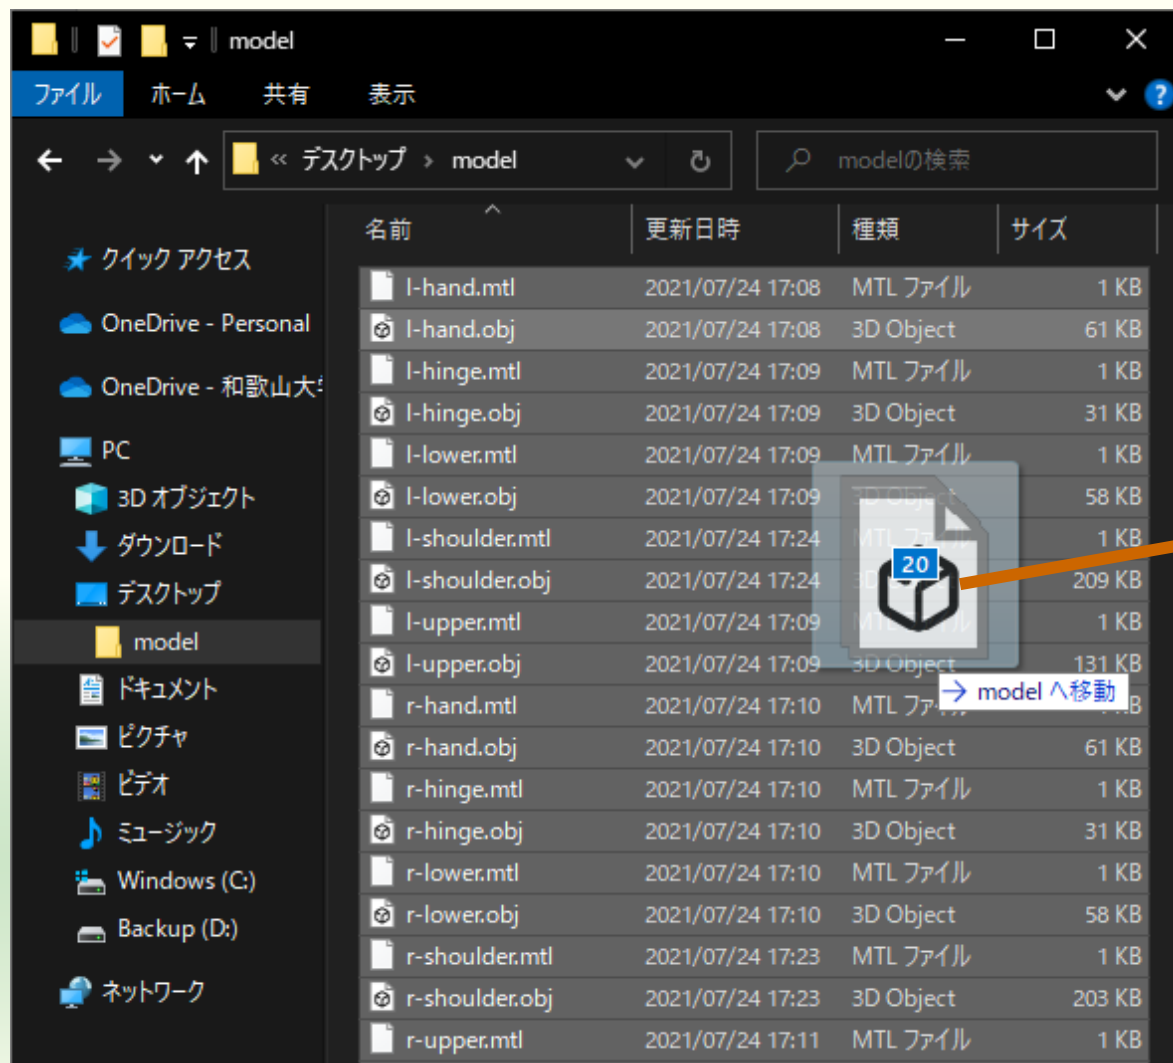 model
ファイル ホーム 共有 表示
« デスクトップ › model modelの検索
名前 更新日時 種類 サイズ
クイック アクセス
OneDrive - Personal
OneDrive - 和歌山大
PC
3D オブジェクト
ダウンロード
デスクトップ
model
ドキュメント
ピクチャ
ビデオ
ミュージック
Windows (C:)
Backup (D:)
ネットワーク
l-hand.mtl 2021/07/24 17:08 MTL ファイル 1 KB
l-hand.obj 2021/07/24 17:08 3D Object 61 KB
l-hinge.mtl 2021/07/24 17:09 MTL ファイル 1 KB
l-hinge.obj 2021/07/24 17:09 3D Object 31 KB
l-lower.mtl 2021/07/24 17:09 MTL ファイル 1 KB
l-lower.obj 2021/07/24 17:09 3D Object 58 KB
l-shoulder.mtl 2021/07/24 17:24 MTL ファイル 1 KB
20
l-shoulder.obj 2021/07/24 17:24 209 KB
l-upper.mtl 2021/07/24 17:09 1 KB
l-upper.obj 2021/07/24 17:09 3D Object 131 KB
→ model へ移動
r-hand.mtl 2021/07/24 17:10 MTL
r-hand.obj 2021/07/24 17:10 3D Object 61 KB
r-hinge.mtl 2021/07/24 17:10 MTL ファイル 1 KB
r-hinge.obj 2021/07/24 17:10 3D Object 31 KB
r-lower.mtl 2021/07/24 17:10 MTL ファイル 1 KB
r-lower.obj 2021/07/24 17:10 3D Object 58 KB
r-shoulder.mtl 2021/07/24 17:23 MTL ファイル 1 KB
r-shoulder.obj 2021/07/24 17:23 3D Object 203 KB
r-upper.mtl 2021/07/24 17:11 MTL ファイル 1 KB